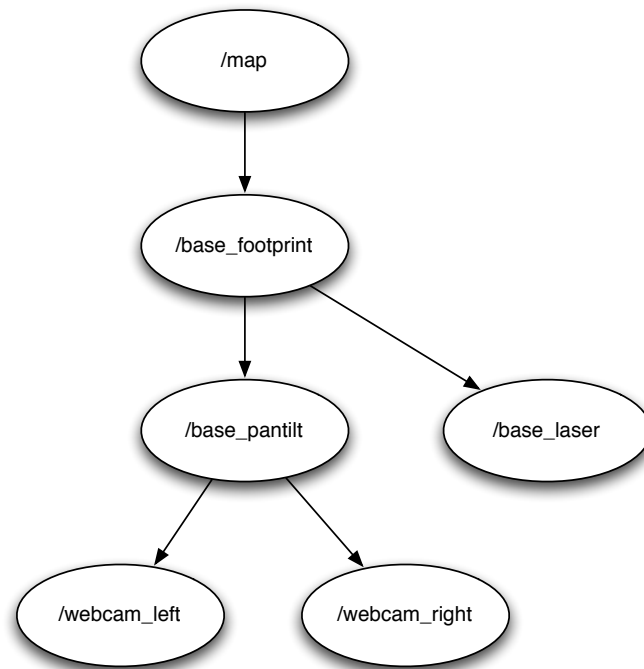 /map
/base_footprint
/base_pantilt
/base_laser
/webcam_left
/webcam_right